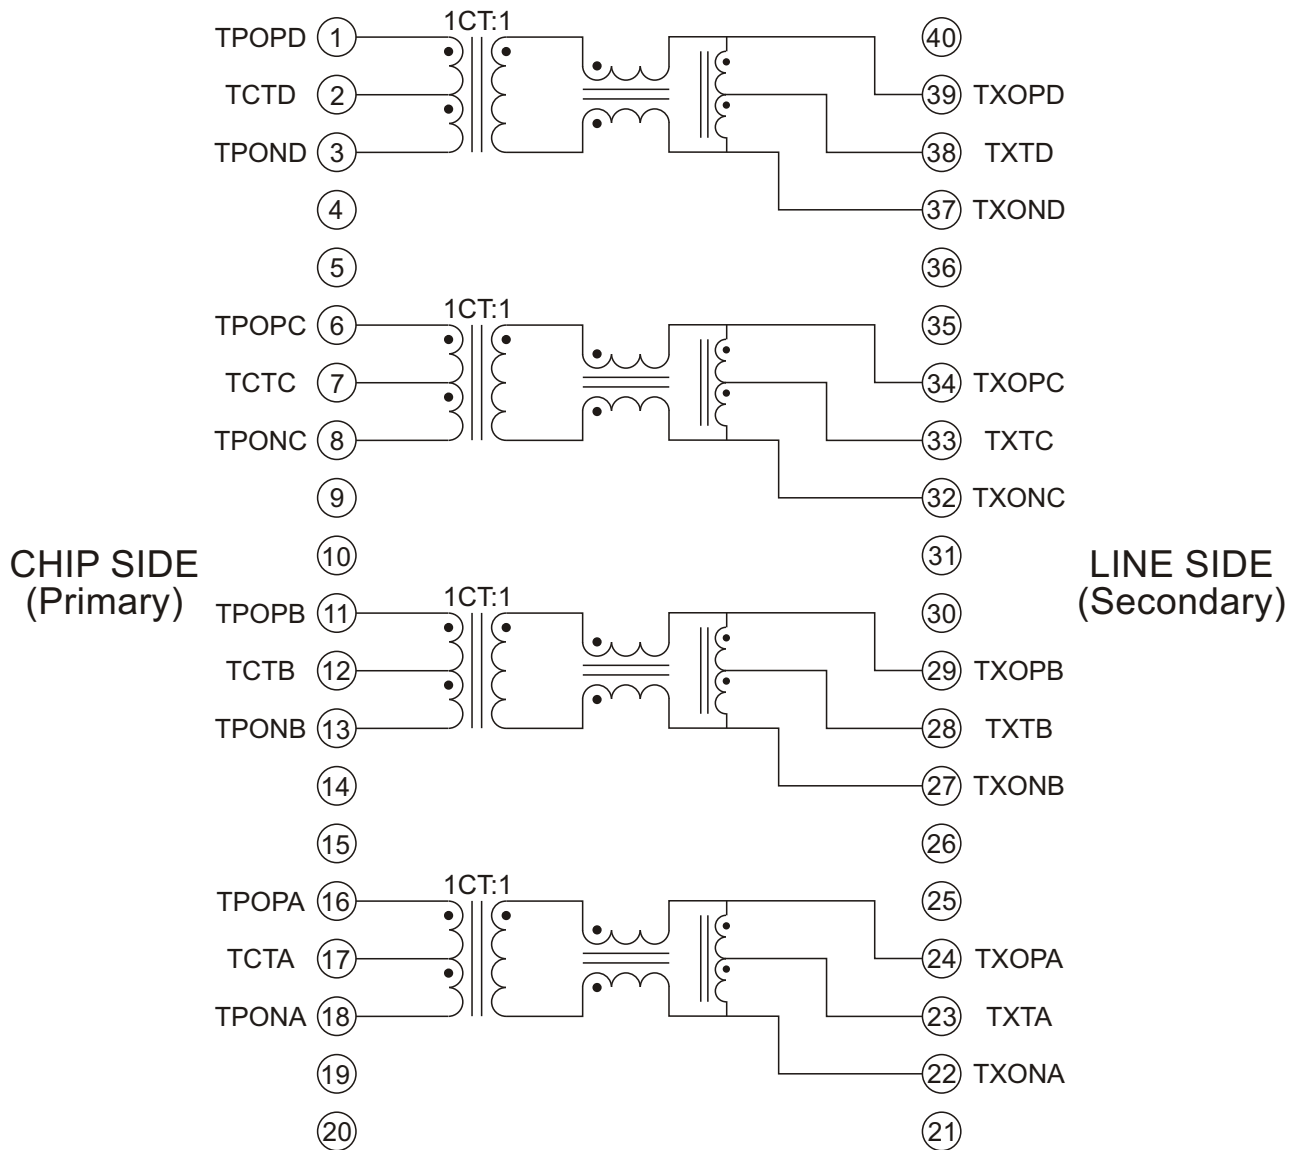 1CT:1
TPOPD 1 40
TCTD 2 39 TXOPD
TPOND 3 38 TXTD
4 37 TXOND
5 36
1CT:1
TPOPC 6 35
TCTC 7 34 TXOPC
TPONC 8 33 TXTC
9 32 TXONC
10 31
CHIP SIDE
(Primary)
LINE SIDE
(Secondary)
1CT:1
TPOPB 11 30
TCTB 12 29 TXOPB
TPONB 13 28 TXTB
14 27 TXONB
15 26
1CT:1
TPOPA 16 25
TCTA 17 24 TXOPA
TPONA 18 23 TXTA
19 22 TXONA
20 21